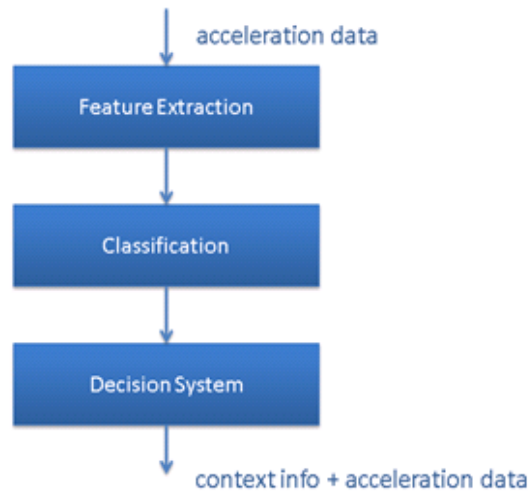 acceleration data
Feature Extraction
Classification
Decision System
context info + acceleration data